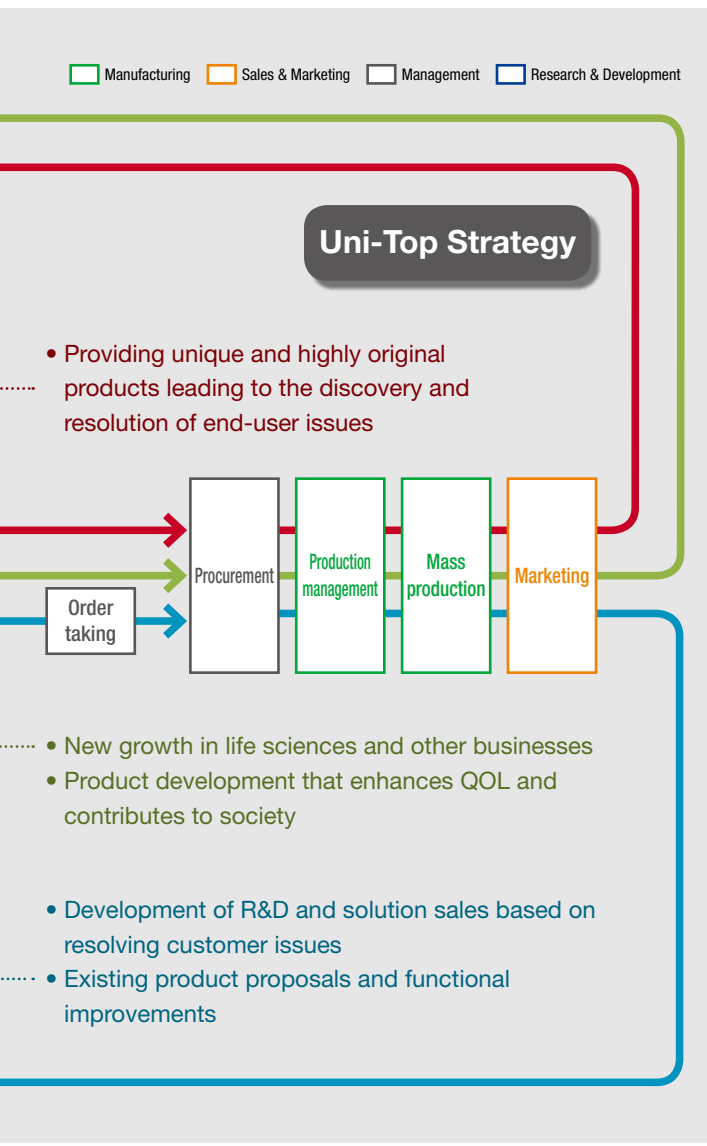 Manufacturing Sales & Marketing Management Research & Development
Uni-Top Strategy
• Providing unique and highly original
products leading to the discovery and
resolution of end-user issues
Procurement
Production
management
Mass
production
Marketing
Order
taking
• New growth in life sciences and other businesses
• Product development that enhances QOL and
contributes to society
• Development of R&D and solution sales based on
resolving customer issues
• Existing product proposals and functional
improvements